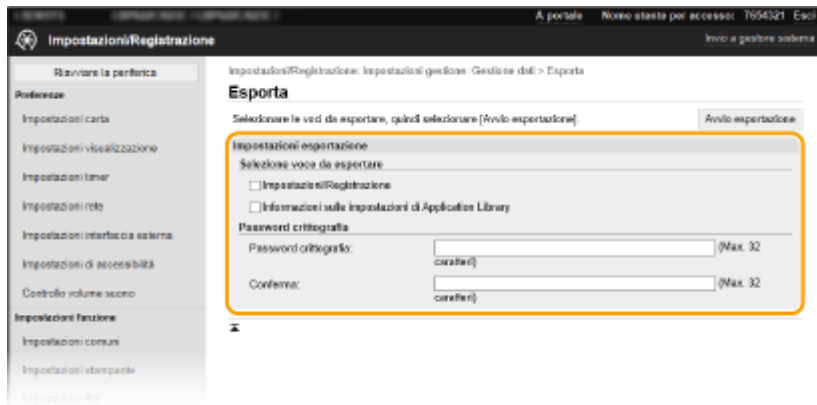 A portale Nome utente per accesso: 7654321 Esci
Impostazioni/Registrazione
Invio a gestore sistema
Riavviare la periferica
Preferenze
Impostazioni carta
Impostazioni visualizzazione
Impostazioni timer
Impostazioni rete
Impostazioni interfaccia esterna
Impostazioni di accessibilità
Controllo volume suono
Impostazioni funzione
Impostazioni comuni
Impostazioni stampante
Impostazioni/Registrazione: Impostazioni gestione: Gestione dati > Esporta
Esporta
Selezionare le voci da esportare, quindi selezionare [Avvio esportazione].
Avvio esportazione
Impostazioni esportazione
Selezione voce da esportare
Impostazioni/Registrazione
Informazioni sulle impostazioni di Application Library
Password crittografia
Password crittografia: (Max. 32
caratteri)
Conferma: (Max. 32
caratteri)